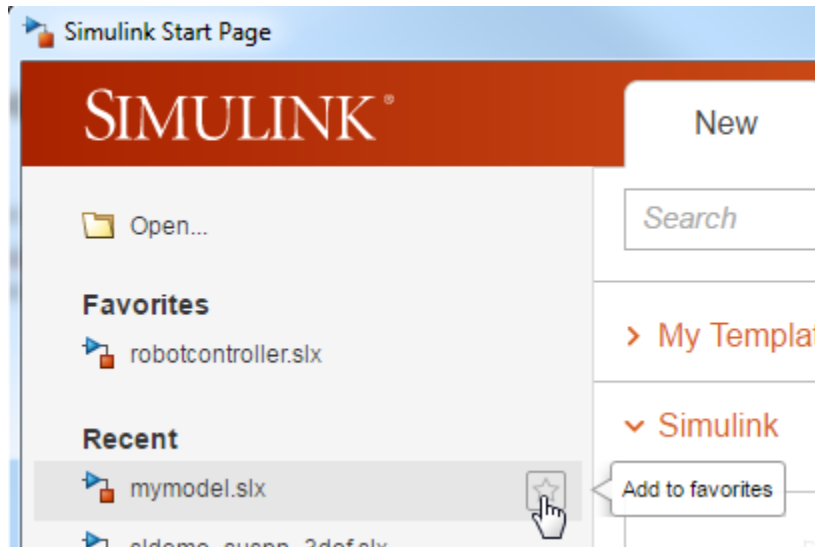 Simulink Start Page
SIMULINK®
New
Open...
Search
Favorites
robotcontroller.slx
My Templat
Recent
Simulink
mymodel.slx
Add to favorites